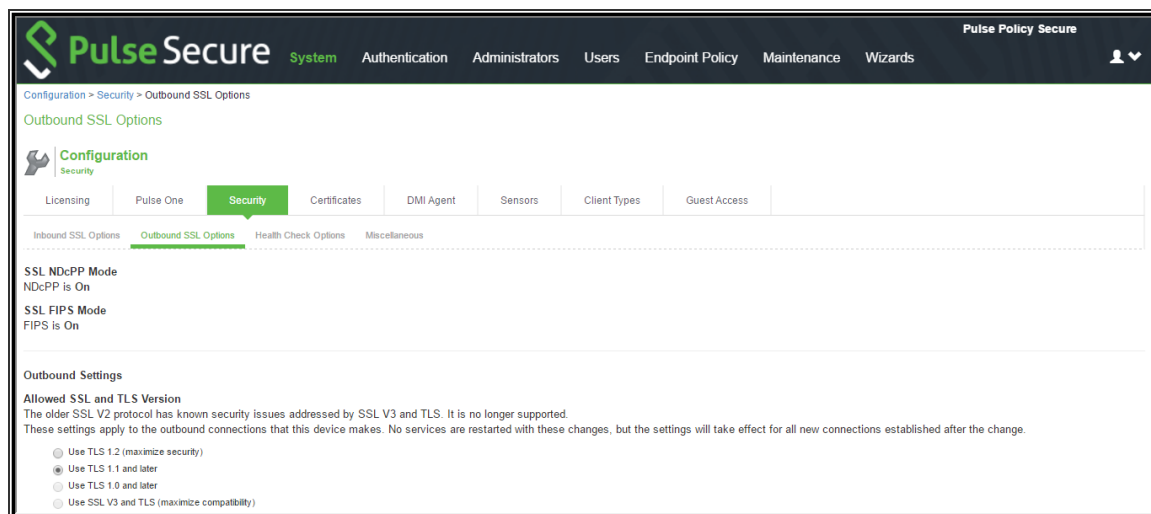 Pulse Policy Secure
Pulse Secure System Authentication Administrators Users Endpoint Policy Maintenance Wizards
Configuration > Security > Outbound SSL Options
Outbound SSL Options
Configuration
Security
Licensing Pulse One Security Certificates DMI Agent Sensors Client Types Guest Access
Inbound SSL Options Outbound SSL Options Health Check Options Miscellaneous
SSL NDcPP Mode
NDcPP is On
SSL FIPS Mode
FIPS is On
Outbound Settings
Allowed SSL and TLS Version
The older SSL V2 protocol has known security issues addressed by SSL V3 and TLS. It is no longer supported.
These settings apply to the outbound connections that this device makes. No services are restarted with these changes, but the settings will take effect for all new connections established after the change.
Use TLS 1.2 (maximize security)
Use TLS 1.1 and later
Use TLS 1.0 and later
Use SSL V3 and TLS (maximize compatibility)